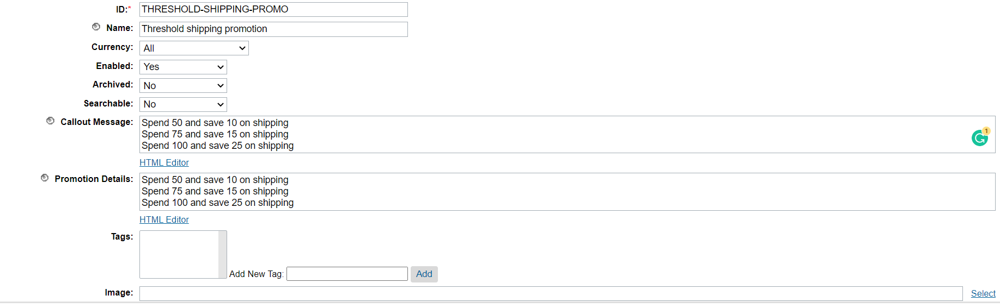 ID:* THRESHOLD-SHIPPING-PROMO
Name: Threshold shipping promotion
Currency: All
Enabled: Yes
Archived: No
Searchable: No
Callout Message: Spend 50 and save 10 on shipping
Spend 75 and save 15 on shipping
Spend 100 and save 25 on shipping
1
HTML Editor
Promotion Details: Spend 50 and save 10 on shipping
Spend 75 and save 15 on shipping
Spend 100 and save 25 on shipping
HTML Editor
Tags:
Add New Tag: Add
Image: Select